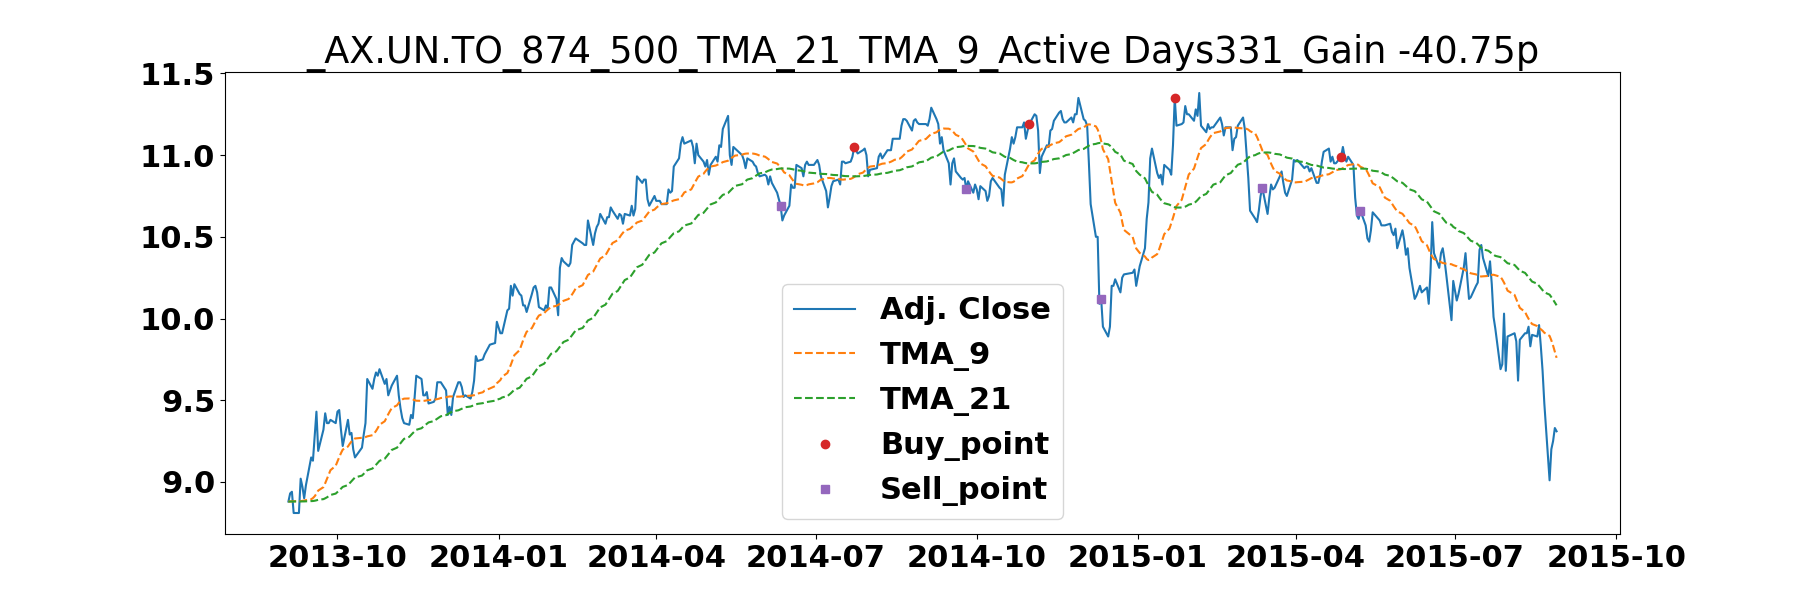 _AX.UN.TO_874_500_TMA_21_TMA_9_Active Days331_Gain -40.75p
11.5
11.0
10.5
10.0
9.5
9.0
Adj. Close
TMA_9
TMA_21
Buy_point
Sell_point
2013-10 2014-01 2014-04 2014-07 2014-10 2015-01 2015-04 2015-07 2015-10